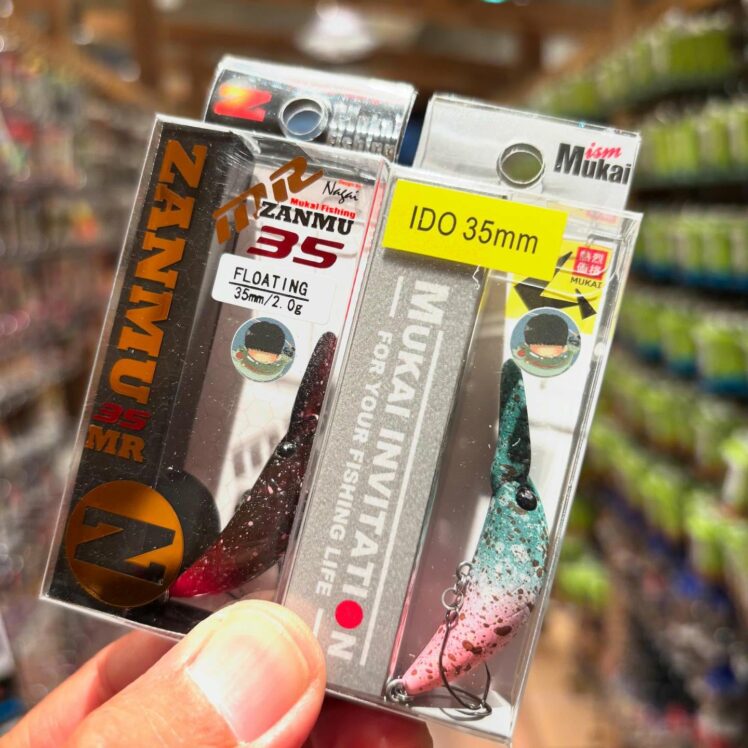 ZANMU
35
MR
N
Z
MR
Nagai
Mukai Fishing
ZANMU
35
FLOATING
35mm/2.0g
ism
Mukai
IDO 35mm
MUKAI INVITATION
FOR YOUR FISHING LIFE
MUKAI